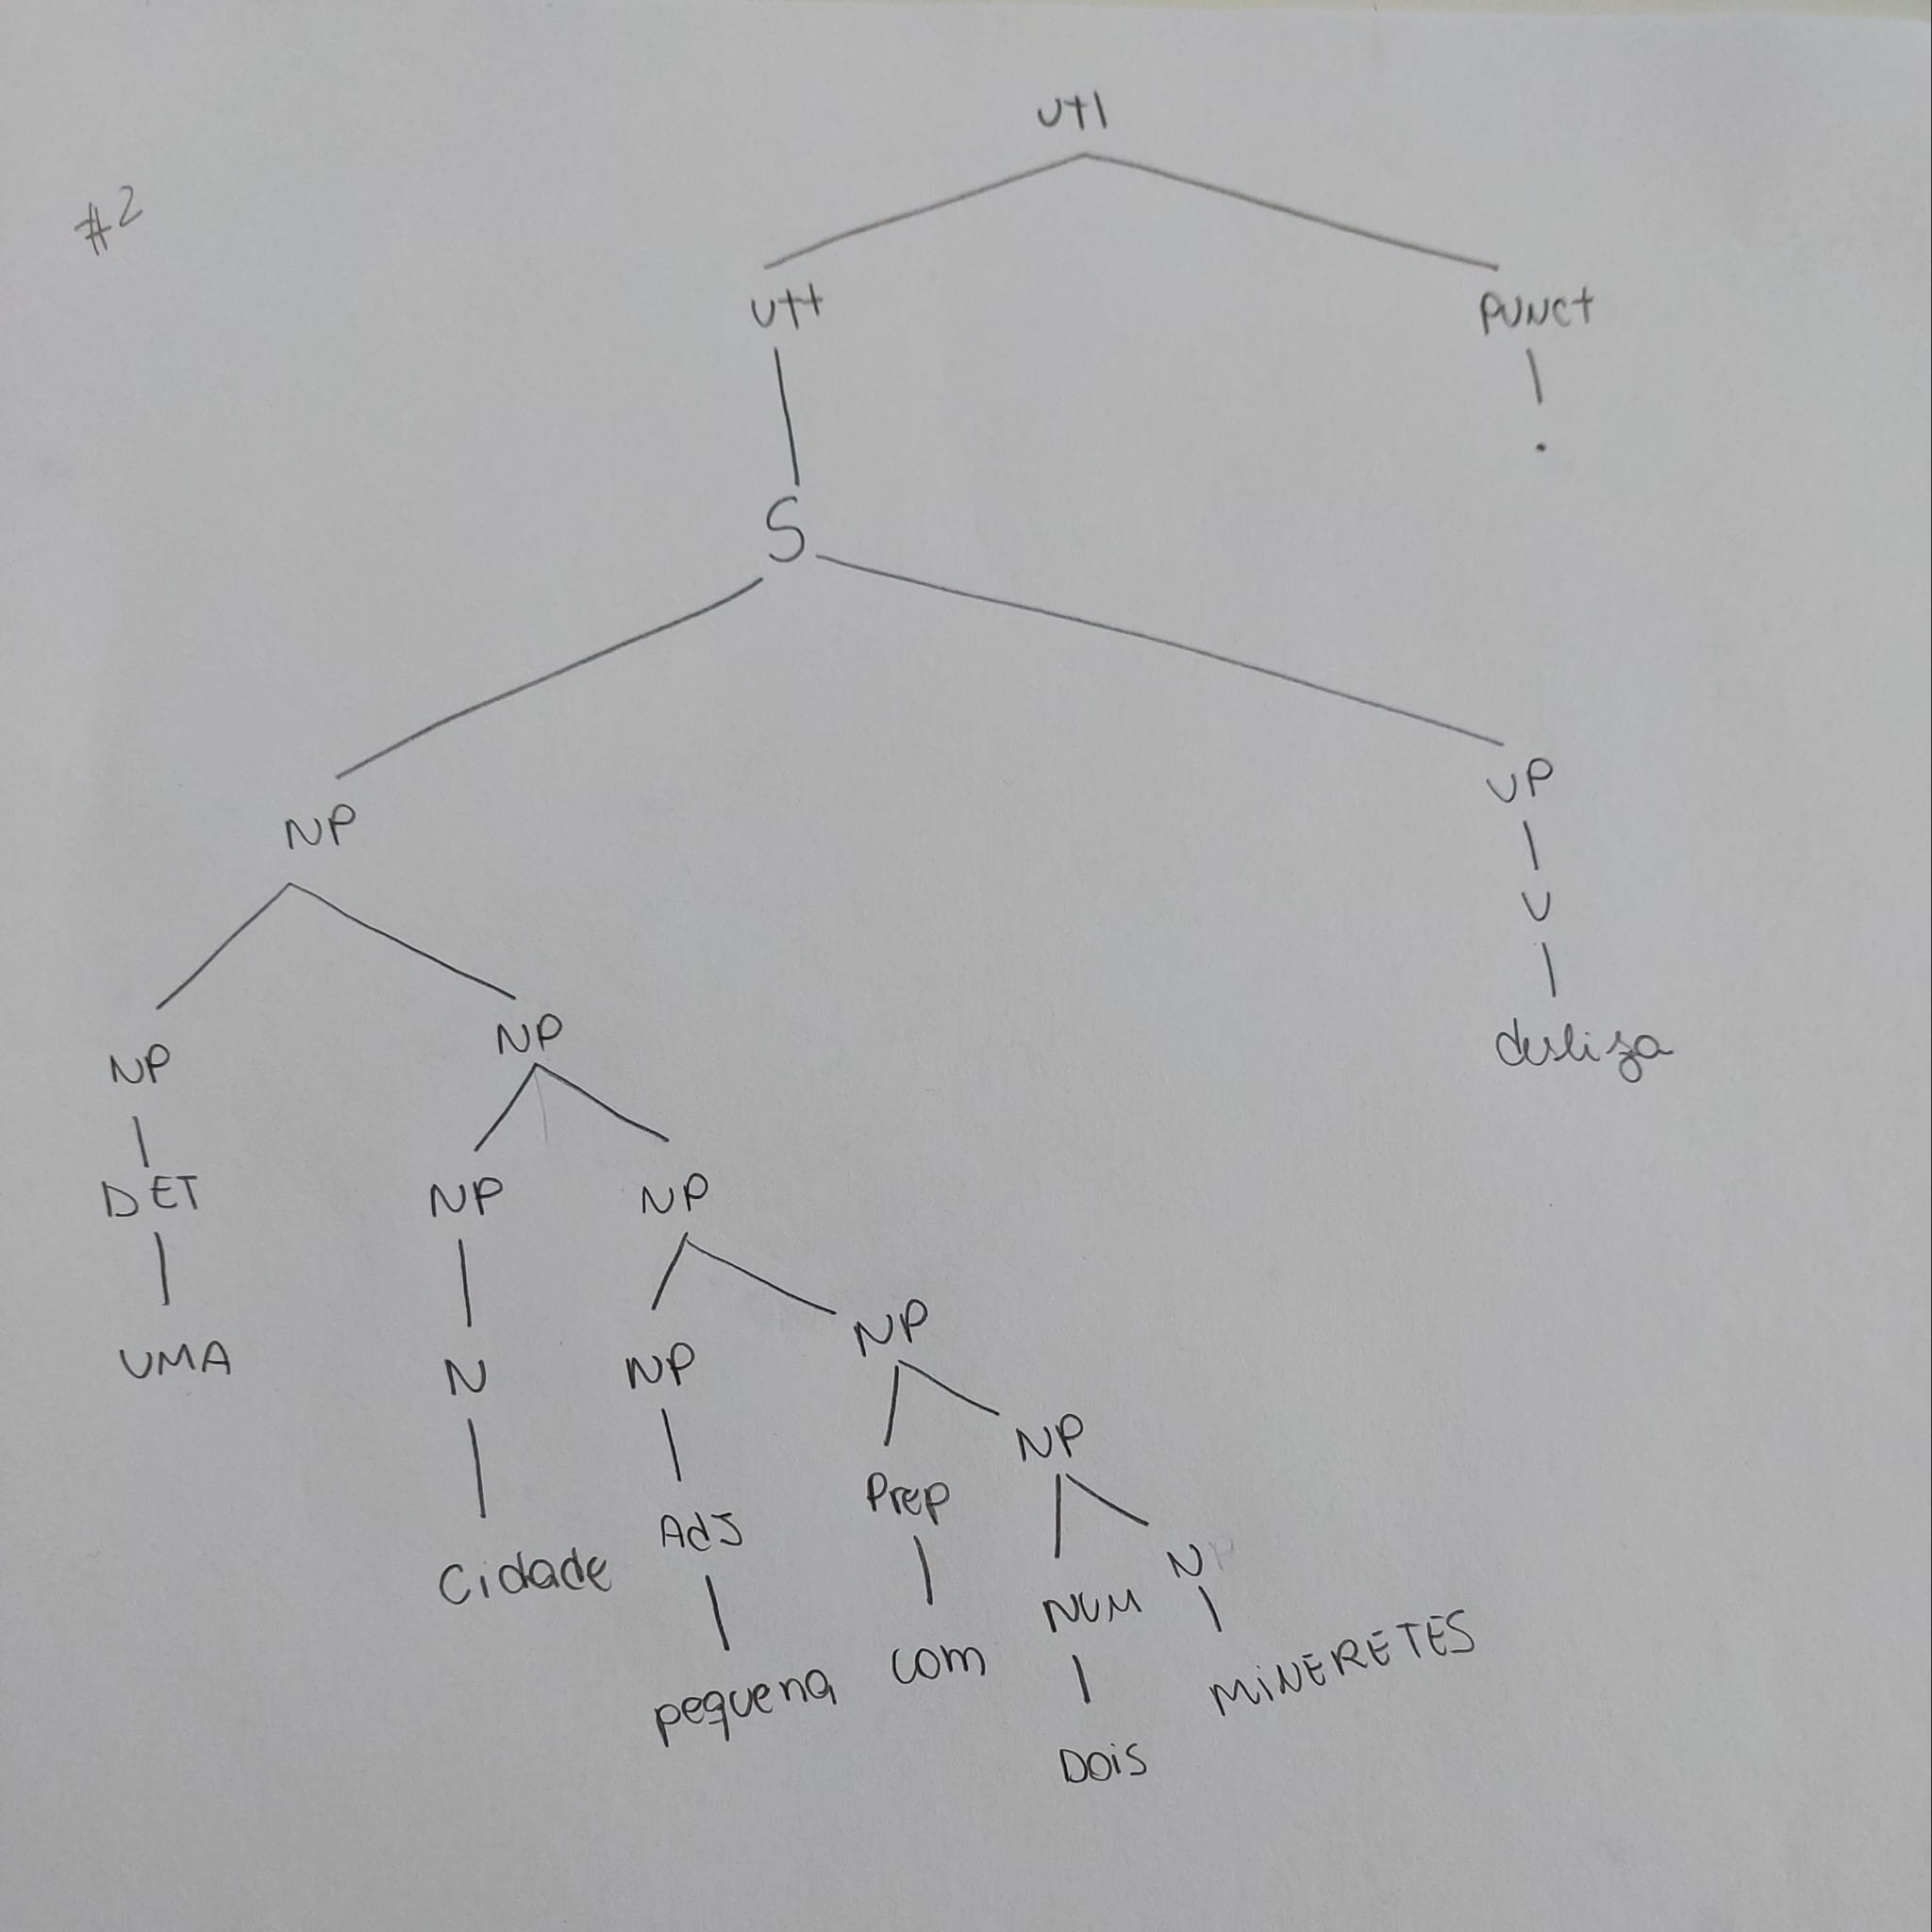 Utt
#2
Utt Punct
.
S
VP
NP
V
NP NP
desliza
DET NP NP
UMA N NP NP
Cidade AdJ Prep NP
pequena com NUM N
Dois MINERETES